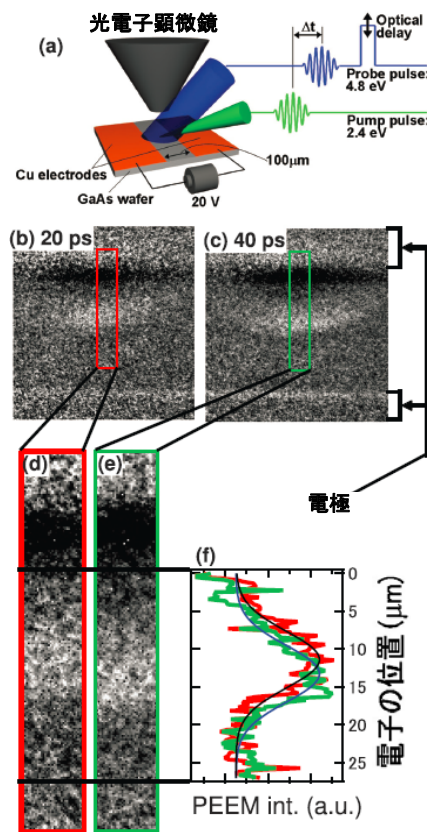 光電子顕微鏡
(a)
Δt
Optical
delay
Probe pulse:
4.8 eV
Pump pulse:
2.4 eV
100μm
Cu electrodes
GaAs wafer
20 V
(b) 20 ps
(c) 40 ps
(d)
(e)
電極
(f)
0
5
10
15
20
25
電子の位置 (μm)
PEEM int. (a.u.)